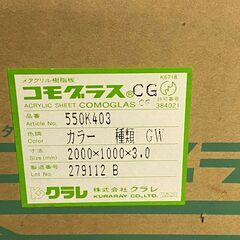 メタクリル樹脂板 K6718
コモグラス®CG
ACRYLIC SHEET COMOGLAS CG 384021
品番 Article No. 550K403
色調 Color カラー 種類 GW
寸法 Size(mm) 2000×1000×3.0
製造番号 Lot No. 279112 B
クラレ 株式会社クラレ
KURARAY CO., LTD.